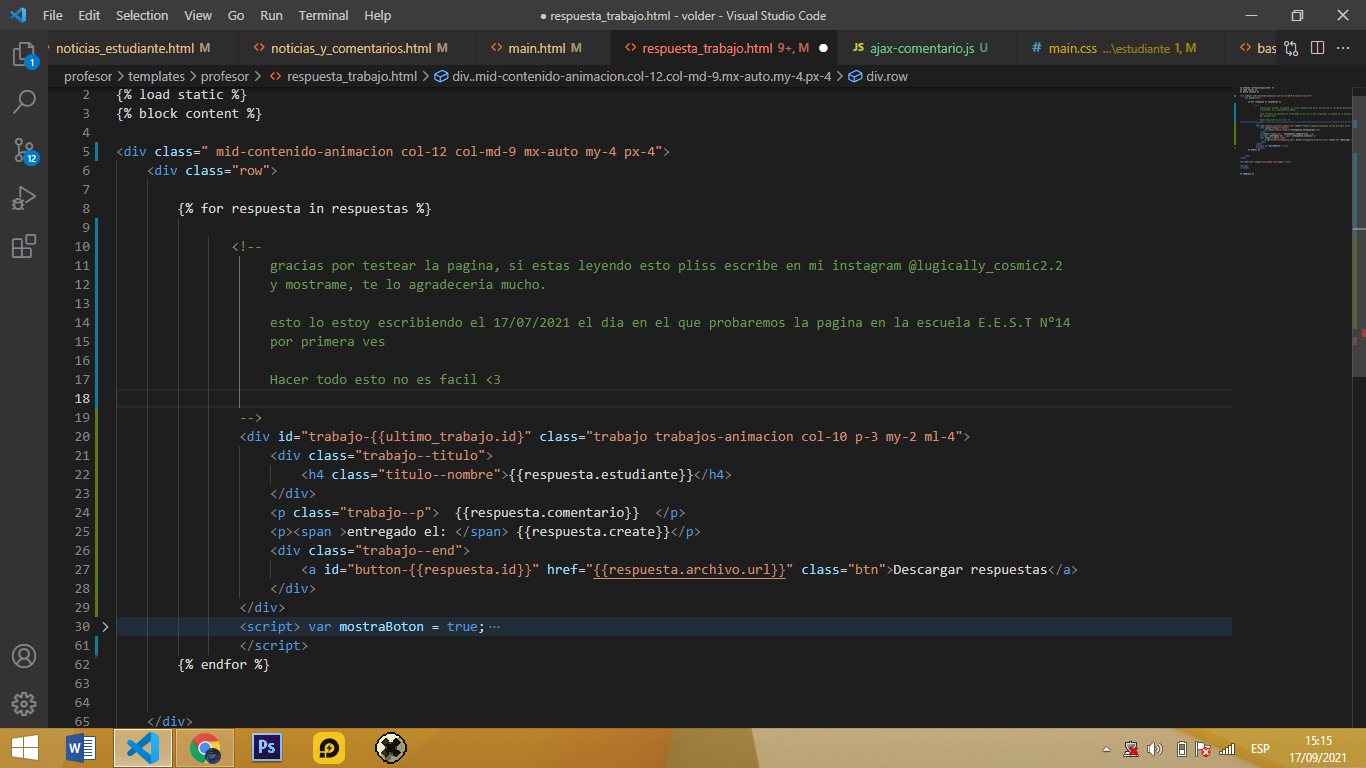 File Edit Selection View Go Run Terminal Help
● respuesta_trabajo.html - volder - Visual Studio Code
noticias_estudiante.html M
noticias_y_comentarios.html M
main.html M
respuesta_trabajo.html 9+, M
JS ajax-comentario.js U
# main.css ...\estudiante 1, M
bas
profesor > templates > profesor > respuesta_trabajo.html > div..mid-contenido-animacion.col-12.col-md-9.mx-auto.my-4.px-4 > div.row
1
12
2 {% load static %}
3 {% block content %}
4
5 <div class=" mid-contenido-animacion col-12 col-md-9 mx-auto my-4 px-4">
6 <div class="row">
7
8 {% for respuesta in respuestas %}
9
10 <!--
11 gracias por testear la pagina, si estas leyendo esto pliss escribe en mi instagram @lugically_cosmic2.2
12 y mostrame, te lo agradeceria mucho.
13
14 esto lo estoy escribiendo el 17/07/2021 el dia en el que probaremos la pagina en la escuela E.E.S.T Nº14
15 por primera ves
16
17 Hacer todo esto no es facil <3
18
19 -->
20 <div id="trabajo-{{ultimo_trabajo.id}" class="trabajo trabajos-animacion col-10 p-3 my-2 ml-4">
21 <div class="trabajo--titulo">
22 <h4 class="titulo--nombre">{{respuesta.estudiante}}</h4>
23 </div>
24 <p class="trabajo--p">  {{respuesta.comentario}}  </p>
25 <p><span >entregado el: </span> {{respuesta.create}}</p>
26 <div class="trabajo--end">
27 <a id="button-{{respuesta.id}}" href="{{respuesta.archivo.url}}" class="btn">Descargar respuestas</a>
28 </div>
29 </div>
30 <script> var mostraBoton = true; ...
61 </script>
62 {% endfor %}
63
64
65 </div>
W
Ps
ESP
15:15
17/09/2021